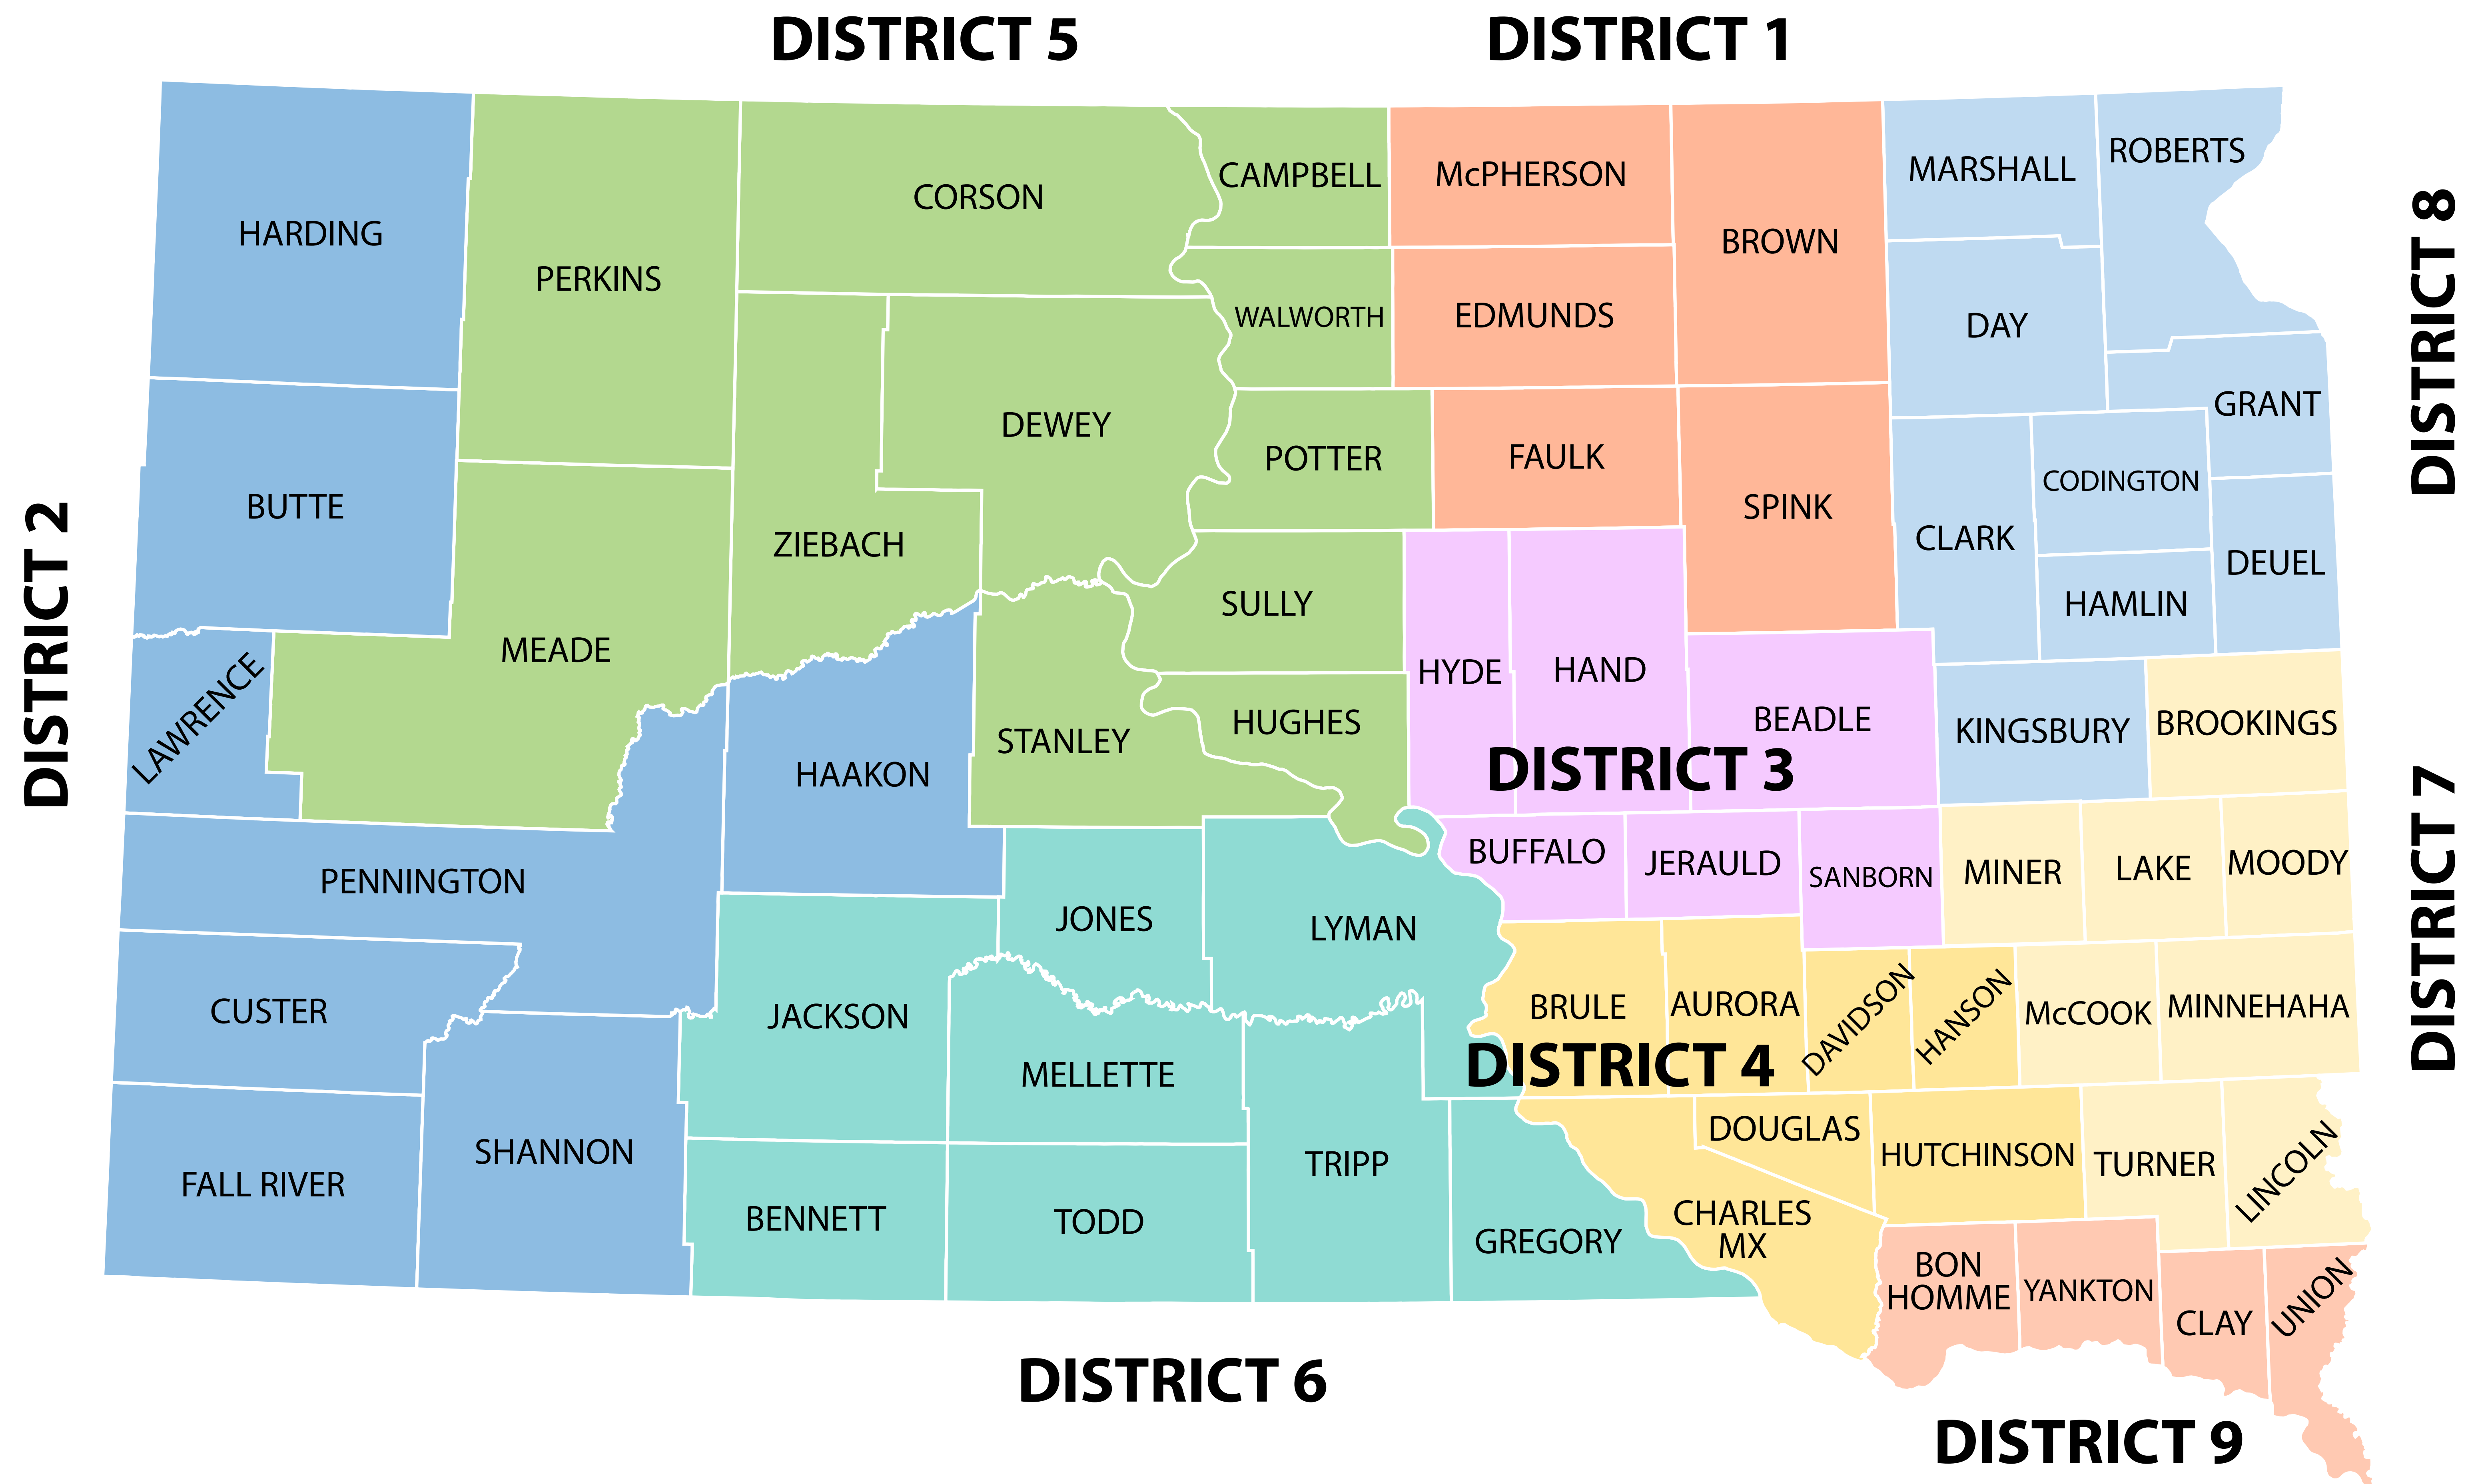 DISTRICT 5
DISTRICT 1
DISTRICT 8
DISTRICT 2
DISTRICT 7
HARDING
PERKINS
CORSON
CAMPBELL
McPHERSON
BROWN
MARSHALL
ROBERTS
WALWORTH
EDMUNDS
DAY
BUTTE
DEWEY
POTTER
FAULK
SPINK
GRANT
CODINGTON
CLARK
DEUEL
ZIEBACH
HAMLIN
LAWRENCE
MEADE
SULLY
HYDE
HAND
BEADLE
KINGSBURY
BROOKINGS
HAAKON
STANLEY
HUGHES
DISTRICT 3
PENNINGTON
BUFFALO
JERAULD
SANBORN
MINER
LAKE
MOODY
JONES
LYMAN
CUSTER
JACKSON
BRULE
AURORA
DAVIDSON
HANSON
McCOOK
MINNEHAHA
DISTRICT 4
MELLETTE
FALL RIVER
SHANNON
BENNETT
TODD
TRIPP
GREGORY
DOUGLAS
HUTCHINSON
TURNER
LINCOLN
CHARLES
MX
BON
HOMME
YANKTON
CLAY
UNION
DISTRICT 6
DISTRICT 9